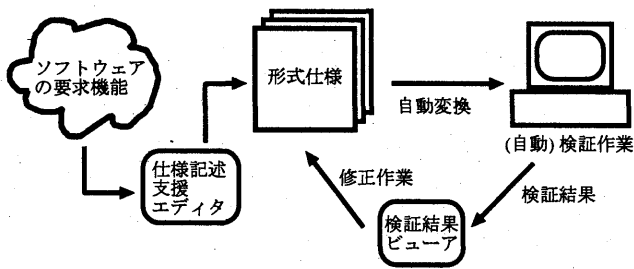 ソフトウェア
の要求機能
仕様記述
支援
エディタ
形式仕様
自動変換
(自動) 検証作業
検証結果
検証結果
ビューア
修正作業